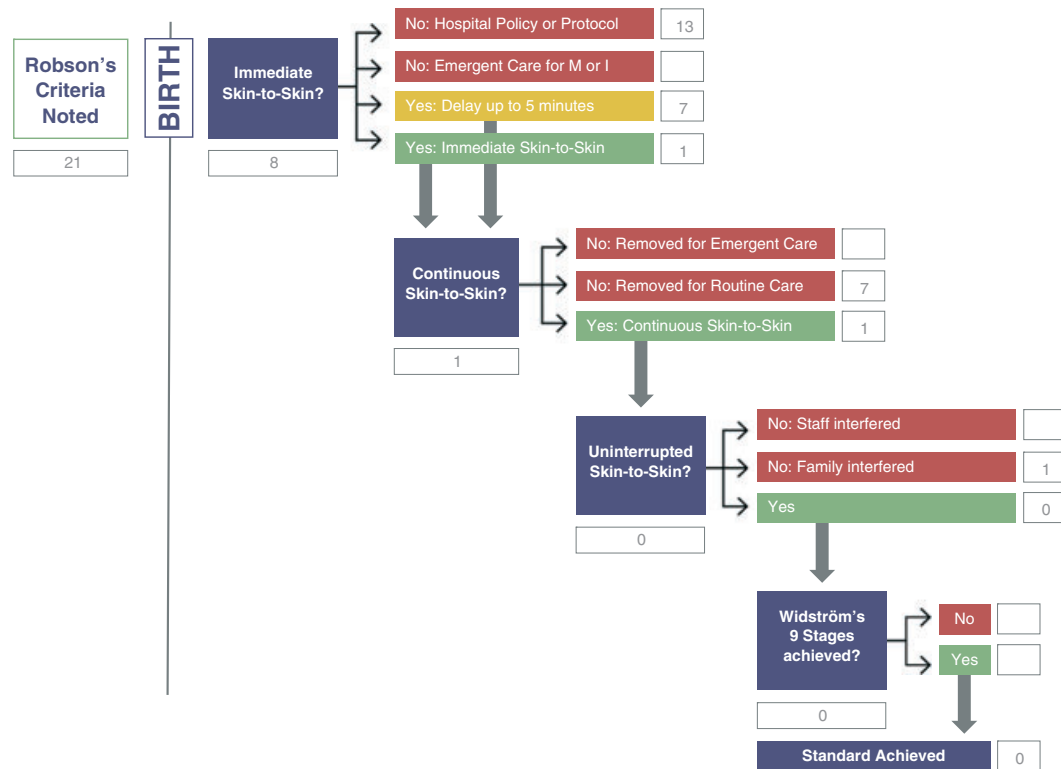 Robson's
Criteria
Noted
21
BIRTH
Immediate
Skin-to-Skin?
8
No: Hospital Policy or Protocol
13
No: Emergent Care for M or I
Yes: Delay up to 5 minutes
7
Yes: Immediate Skin-to-Skin
1
Continuous
Skin-to-Skin?
1
No: Removed for Emergent Care
No: Removed for Routine Care
7
Yes: Continuous Skin-to-Skin
1
Uninterrupted
Skin-to-Skin?
0
No: Staff interfered
No: Family interfered
1
Yes
0
Widström's
9 Stages
achieved?
0
No
Yes
Standard Achieved
0